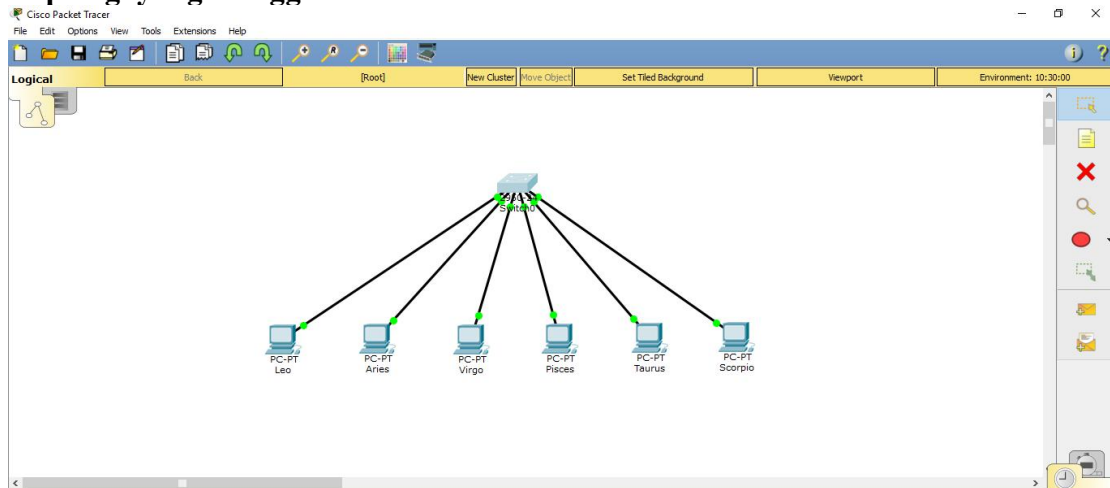 Cisco Packet Tracer
File Edit Options View Tools Extensions Help
Logical Back [Root] New Cluster Move Object Set Tiled Background Viewport Environment: 10:30:00
Switch0
PC-PT
Leo
PC-PT
Aries
PC-PT
Virgo
PC-PT
Pisces
PC-PT
Taurus
PC-PT
Scorpio